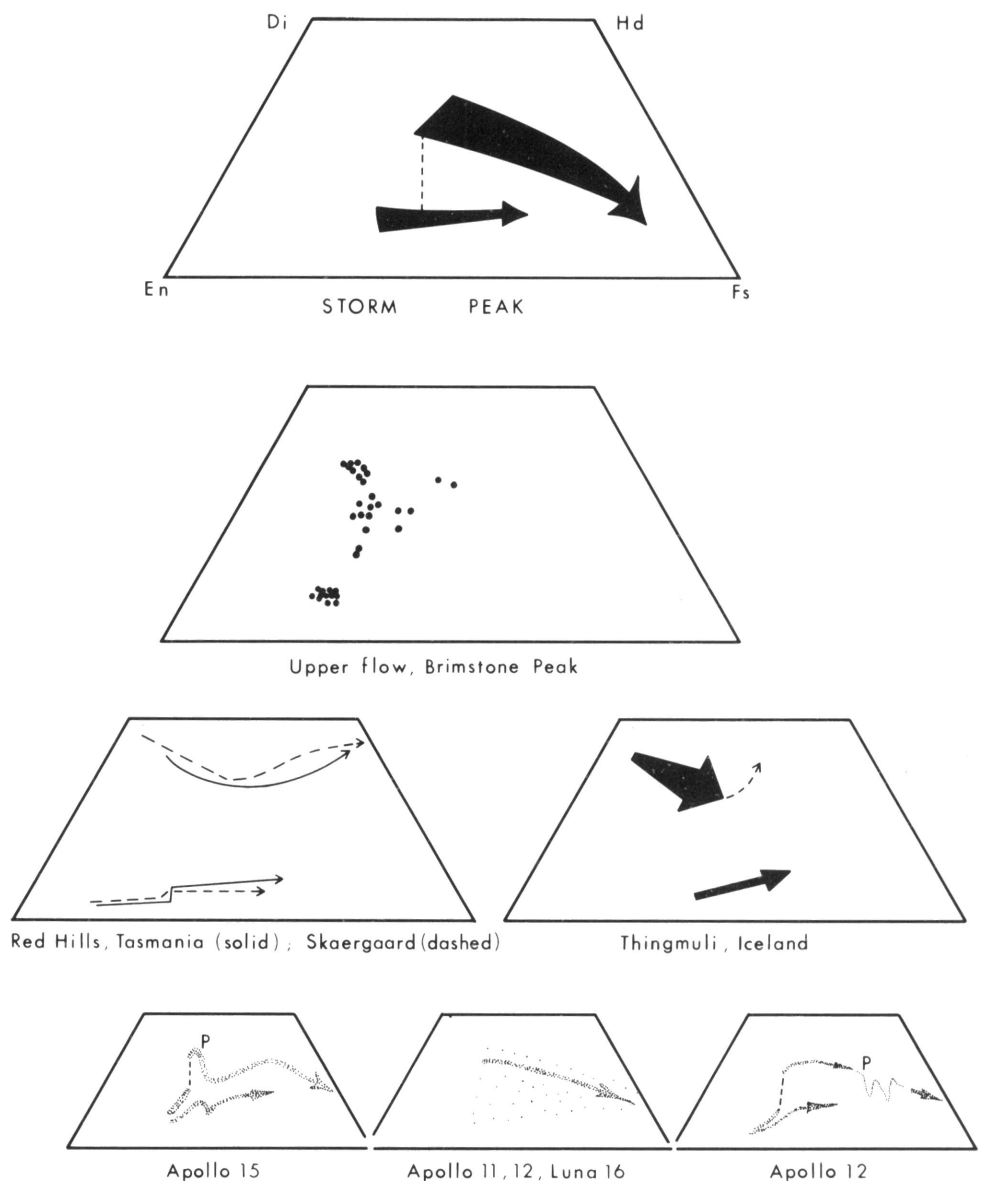 Di Hd
En Fs
STORM PEAK
Upper flow, Brimstone Peak
Red Hills, Tasmania (solid) ; Skaergaard (dashed) Thingmuli, Iceland
P P
Apollo 15 Apollo 11, 12, Luna 16 Apollo 12